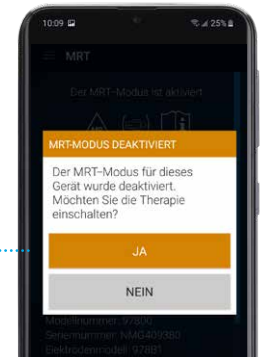 10:09 25%
MRT
Der MRT-Modus ist aktiviert
MRT-MODUS DEAKTIVIERT
Der MRT-Modus für dieses
Gerät wurde deaktiviert.
Möchten Sie die Therapie
einschalten?
JA
NEIN
Modellnummer: 97800
Seriennummer: NMG409380
Elektrodenmodell: 978B1